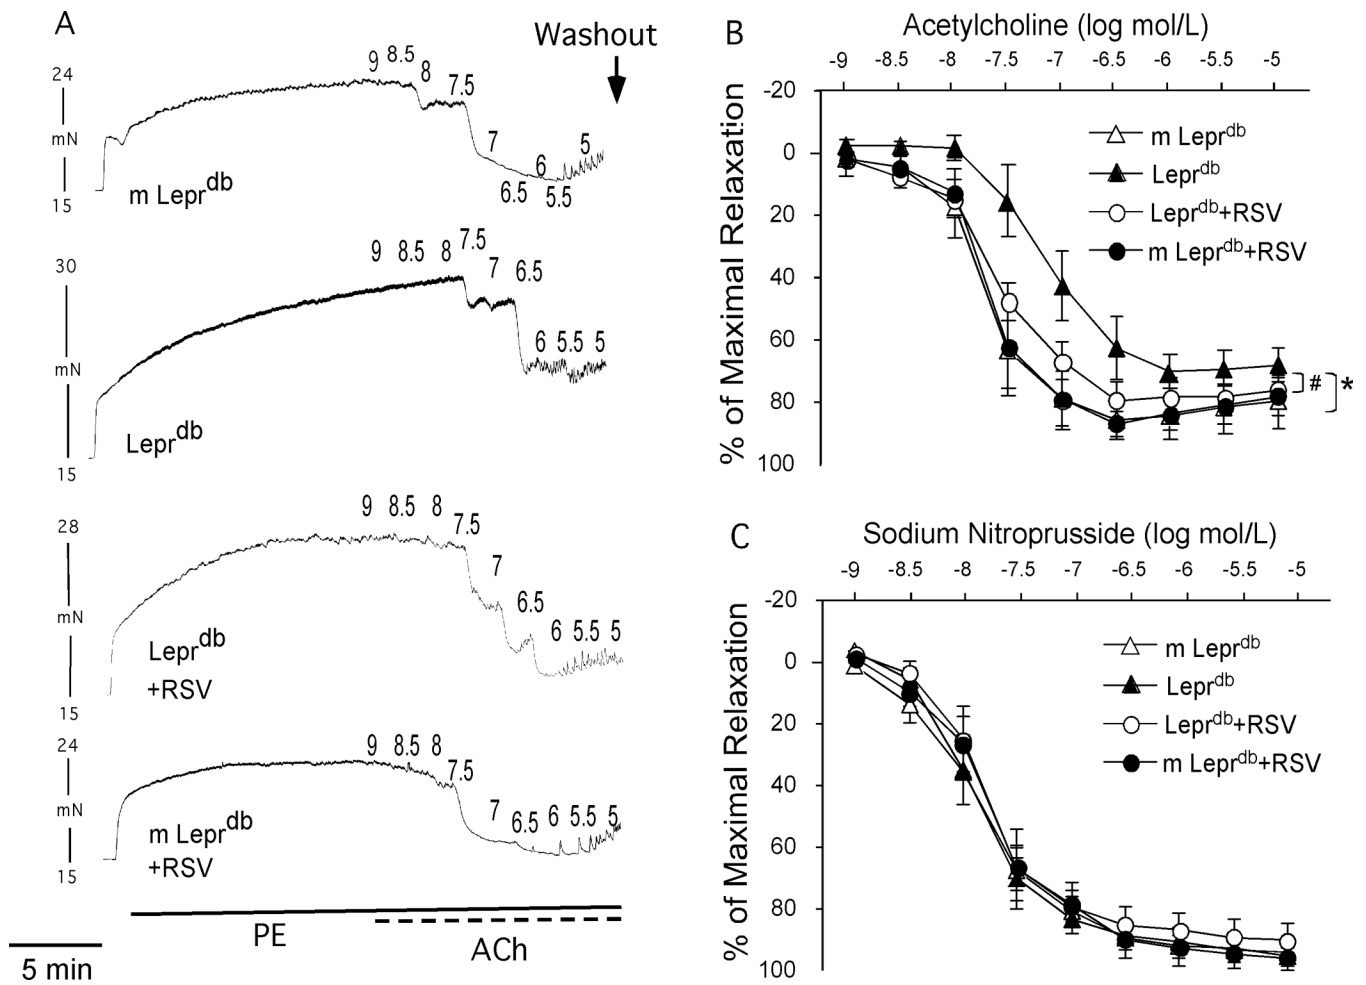 A
Washout
24
mN
15
9 8.5 8 7.5 7 6.5 6 5.5 5
m Lepr^db
30
mN
15
9 8.5 8 7.5 7 6.5 6 5.5 5
Lepr^db
28
mN
15
9 8.5 8 7.5 7 6.5 6 5.5 5
Lepr^db
+RSV
24
mN
15
9 8.5 8 7.5 7 6.5 6 5.5 5
m Lepr^db
+RSV
PE
ACh
5 min
B
Acetylcholine (log mol/L)
-9 -8.5 -8 -7.5 -7 -6.5 -6 -5.5 -5
% of Maximal Relaxation
-20
0
20
40
60
80
100
m Lepr^db
Lepr^db
Lepr^db+RSV
m Lepr^db+RSV
# *
C
Sodium Nitroprusside (log mol/L)
-9 -8.5 -8 -7.5 -7 -6.5 -6 -5.5 -5
% of Maximal Relaxation
-20
0
20
40
60
80
100
m Lepr^db
Lepr^db
Lepr^db+RSV
m Lepr^db+RSV